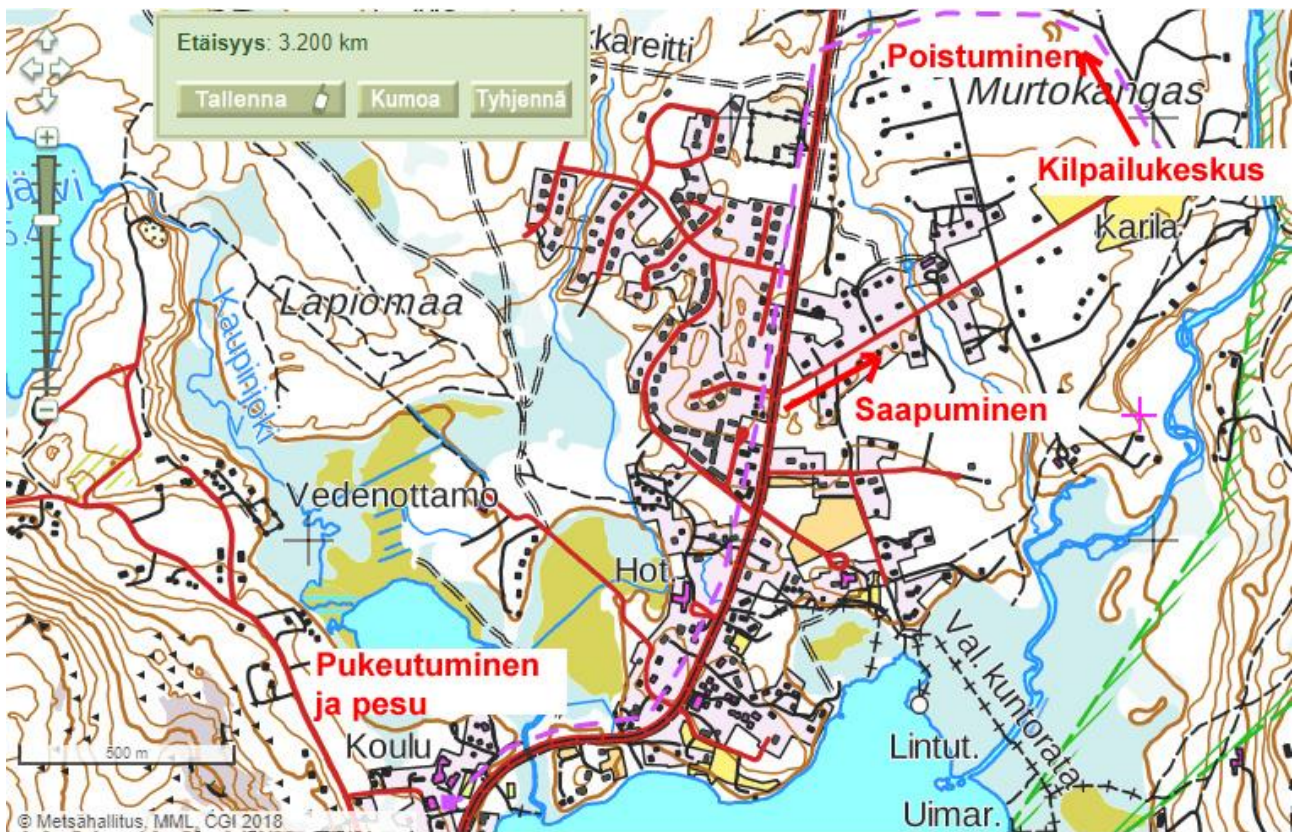 Etäisyys: 3.200 km
Tallenna Kumoa Tyhjennä
kareitti
Poistuminen
Murtokangas
Kilpailukeskus
Karila
järvi
Lapiomaa
Kaupinjoki
Saapuminen
Vedenottamo
Hot.
Pukeutuminen
ja pesu
Val. kuntorata
Koulu
500 m
Lintut.
Uimar.
© Metsähallitus, MML, CGI 2018